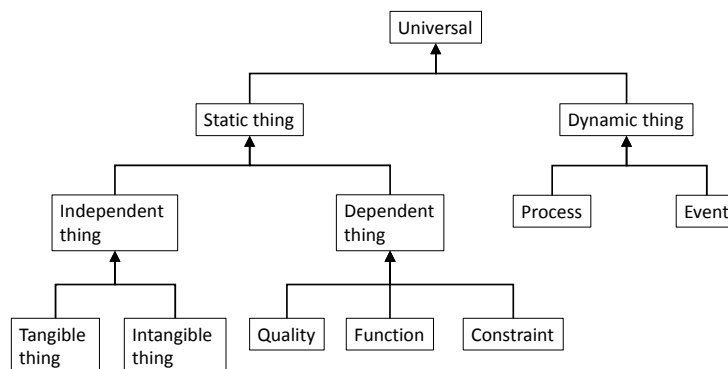 Universal
Static thing
Dynamic thing
Independent
thing
Dependent
thing
Process
Event
Tangible
thing
Intangible
thing
Quality
Function
Constraint